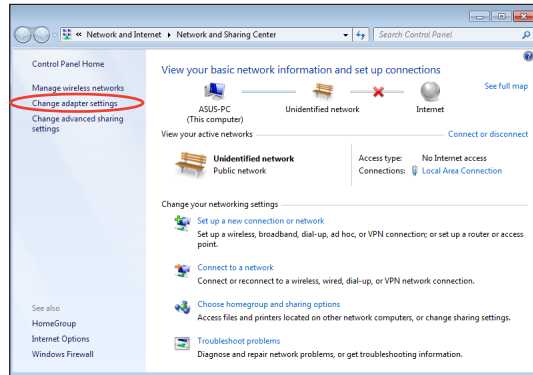 « Network and Internet ▸ Network and Sharing Center
Search Control Panel
Control Panel Home
Manage wireless networks
Change adapter settings
Change advanced sharing
settings
See also
HomeGroup
Internet Options
Windows Firewall
View your basic network information and set up connections
See full map
ASUS-PC
(This computer)
Unidentified network
Internet
View your active networks
Connect or disconnect
Unidentified network
Public network
Access type: No Internet access
Connections: Local Area Connection
Change your networking settings
Set up a new connection or network
Set up a wireless, broadband, dial-up, ad hoc, or VPN connection; or set up a router or access
point.
Connect to a network
Connect or reconnect to a wireless, wired, dial-up, or VPN network connection.
Choose homegroup and sharing options
Access files and printers located on other network computers, or change sharing settings.
Troubleshoot problems
Diagnose and repair network problems, or get troubleshooting information.